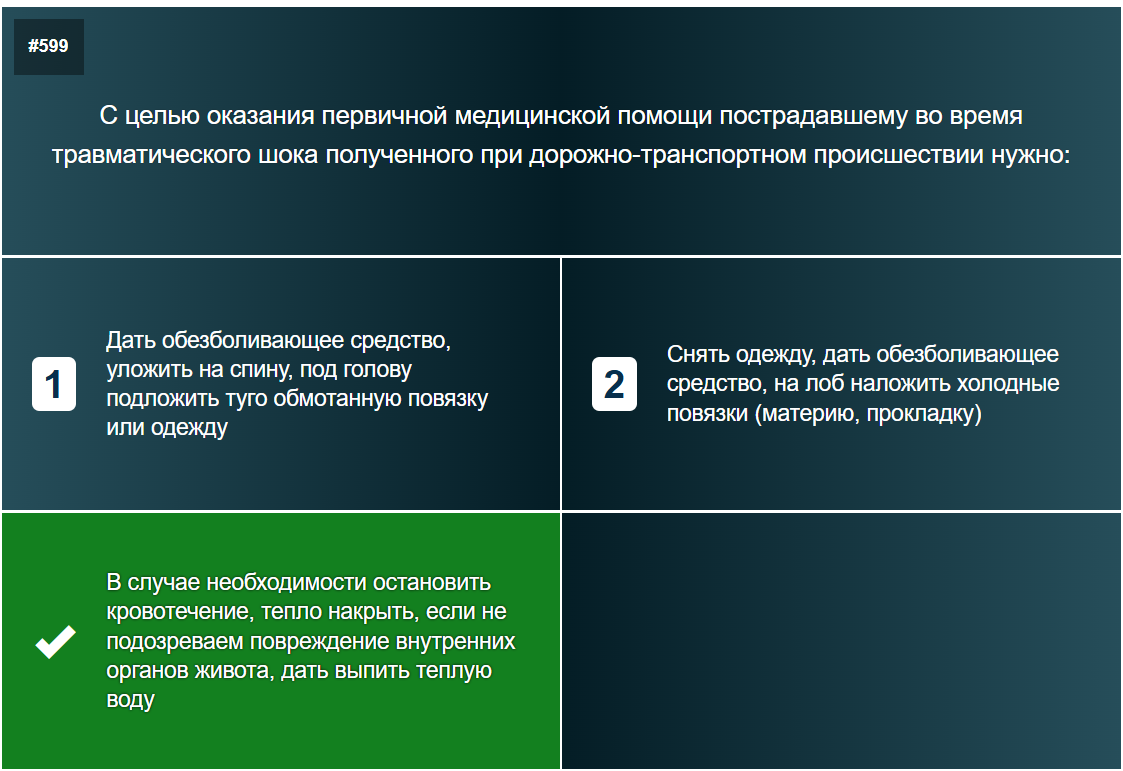 #599
С целью оказания первичной медицинской помощи пострадавшему во время
травматического шока полученного при дорожно-транспортном происшествии нужно:
1
Дать обезболивающее средство,
уложить на спину, под голову
подложить туго обмотанную повязку
или одежду
2
Снять одежду, дать обезболивающее
средство, на лоб наложить холодные
повязки (материю, прокладку)
В случае необходимости остановить
кровотечение, тепло накрыть, если не
подозреваем повреждение внутренних
органов живота, дать выпить теплую
воду